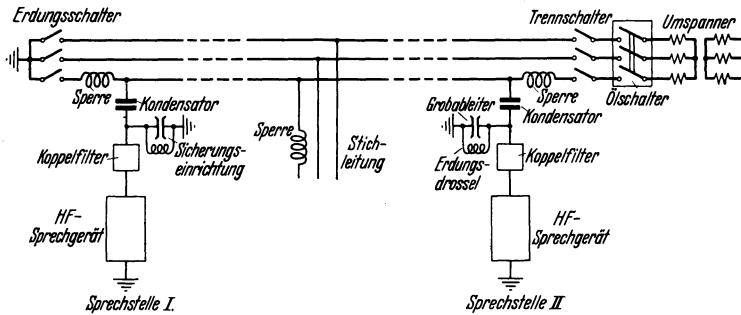 Erdungsschalter
Trennschalter
Umspanner
Sperre
Kondensator
Sicherungs-
einrichtung
Koppelfilter
HF-
Sprechgerät
Sprechstelle I.
Sperre
Stich-
leitung
Sperre
Ölschalter
Grobableiter
Kondensator
Erdungs-
drossel
Koppelfilter
HF-
Sprechgerät
Sprechstelle II